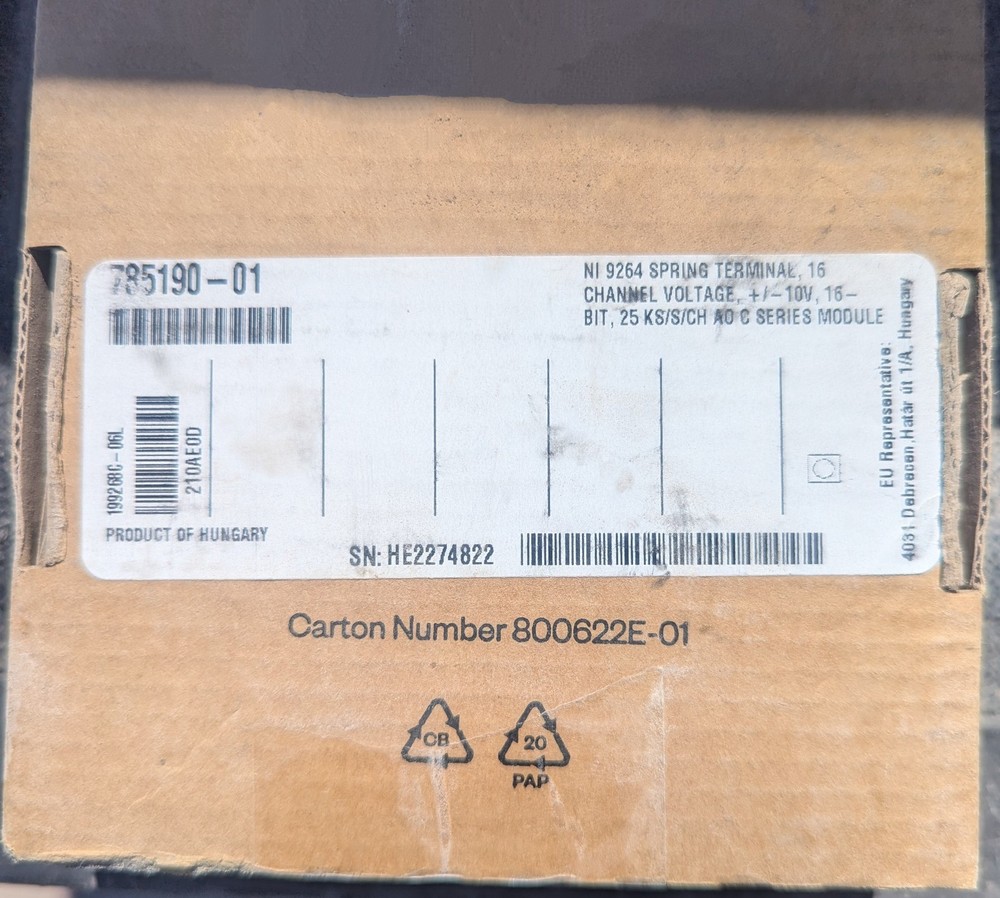 785190-01
NI 9264 SPRING TERMINAL, 16
CHANNEL VOLTAGE, +/-10V, 16-
BIT, 25 KS/S/CH AO C SERIES MODULE
199268C-06L
210AE0D
PRODUCT OF HUNGARY
SN: HE2274822
EU Representative:
4031 Debrecen, Határ út 1/A, Hungary
Carton Number 800622E-01
CB
20
PAP